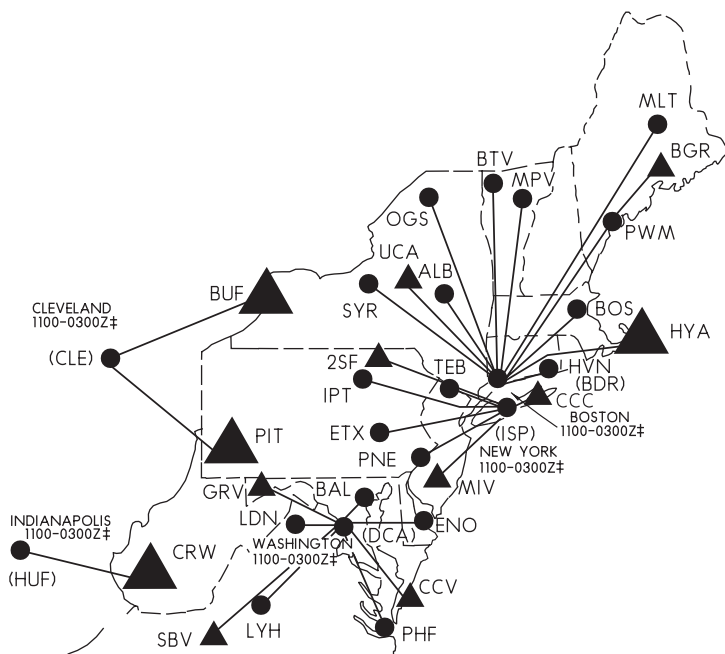 MLT
BGR
BTV
MPV
OGS
PWM
UCA
ALB
BUF
SYR
BOS
HYA
CLEVELAND
1100-0300Z‡
(CLE)
2SF
TEB
HVN
(BDR)
IPT
CCC
BOSTON
1100-0300Z‡
ETX
(ISP)
PIT
NEW YORK
1100-0300Z‡
PNE
MIV
GRV
BAL
LDN
(DCA)
ENO
INDIANAPOLIS
1100-0300Z‡
WASHINGTON
1100-0300Z‡
CRW
(HUF)
CCV
SBV
LYH
PHF